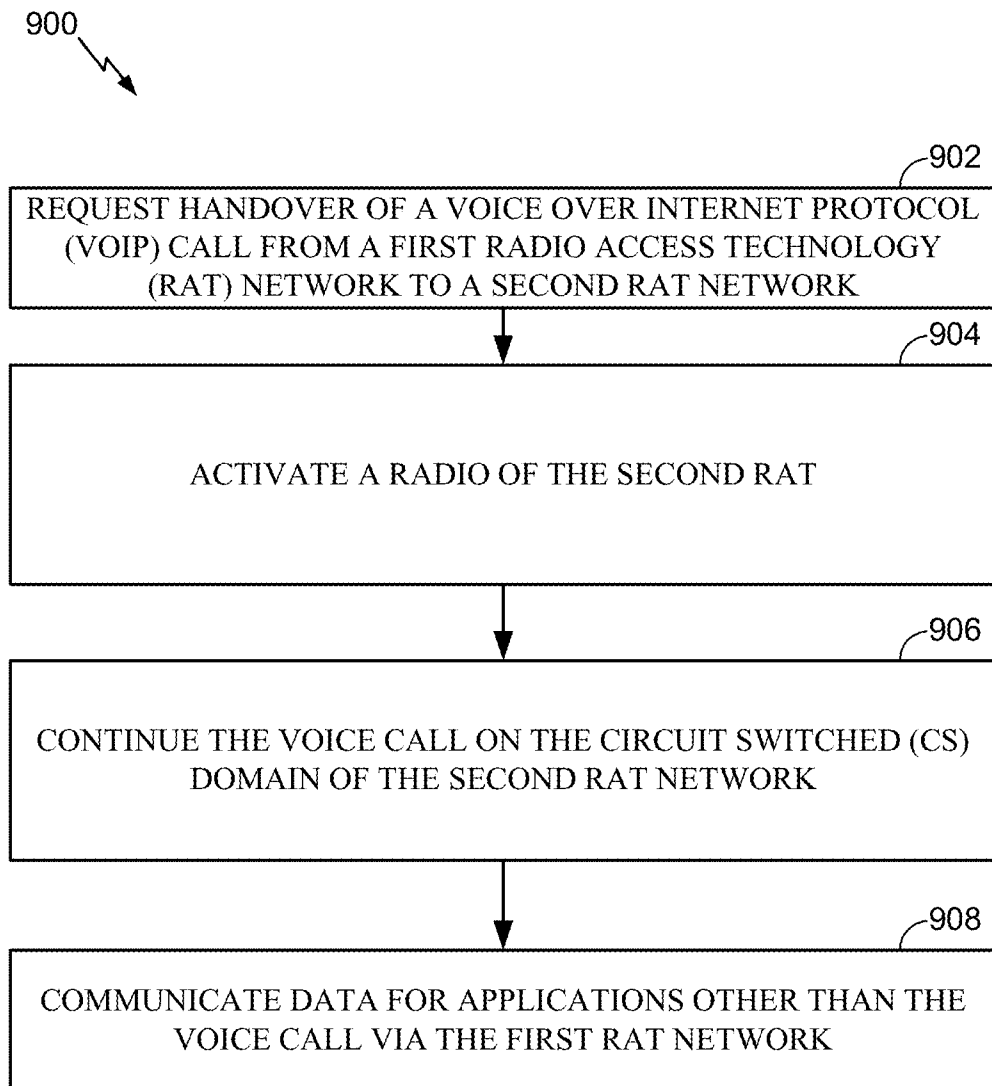 900
902
REQUEST HANDOVER OF A VOICE OVER INTERNET PROTOCOL
(VOIP) CALL FROM A FIRST RADIO ACCESS TECHNOLOGY
(RAT) NETWORK TO A SECOND RAT NETWORK
904
ACTIVATE A RADIO OF THE SECOND RAT
906
CONTINUE THE VOICE CALL ON THE CIRCUIT SWITCHED (CS)
DOMAIN OF THE SECOND RAT NETWORK
908
COMMUNICATE DATA FOR APPLICATIONS OTHER THAN THE
VOICE CALL VIA THE FIRST RAT NETWORK